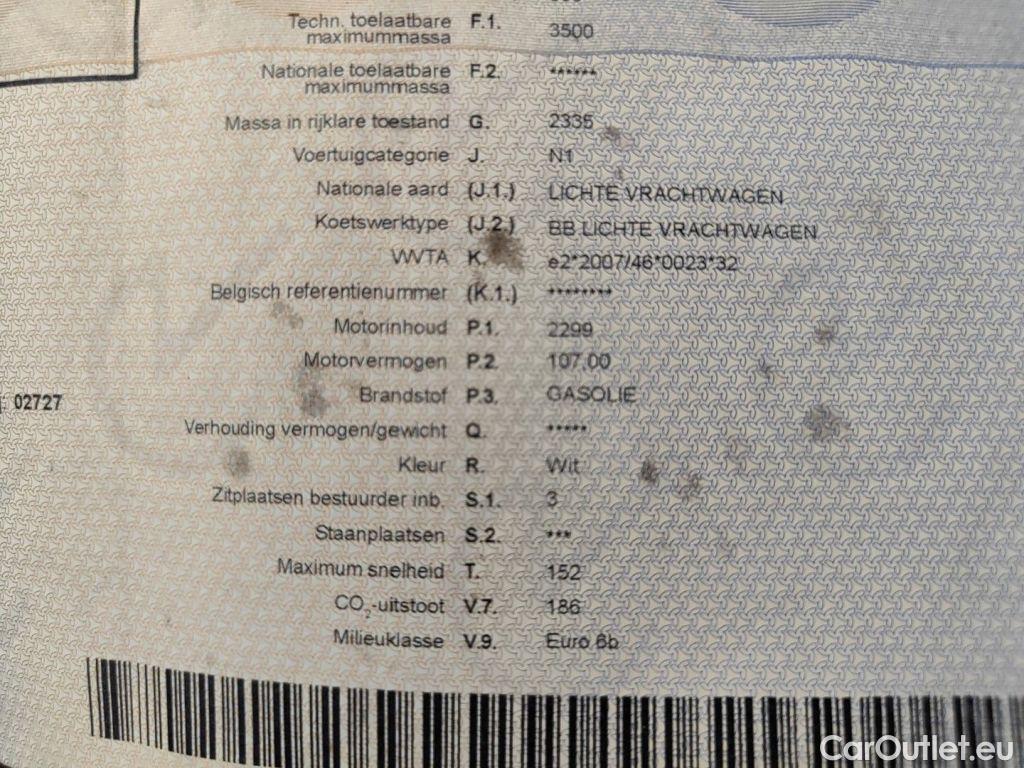 Techn. toelaatbare maximummassa F.1. 3500
Nationale toelaatbare maximummassa F.2. ******
Massa in rijklare toestand G. 2335
Voertuigcategorie J. N1
Nationale aard (J.1.) LICHTE VRACHTWAGEN
Koetswerktype (J.2.) BB LICHTE VRACHTWAGEN
WVTA K. e2*2007/46*0023*32
Belgisch referentienummer (K.1.) ********
Motorinhoud P.1. 2299
Motorvermogen P.2. 107,00
Brandstof P.3. GASOLIE
02727
Verhouding vermogen/gewicht Q. *****
Kleur R. Wit
Zitplaatsen bestuurder inb. S.1. 3
Staanplaatsen S.2. ***
Maximum snelheid T. 152
CO₂-uitstoot V.7. 186
Milieuklasse V.9. Euro 6b
CarOutlet.eu